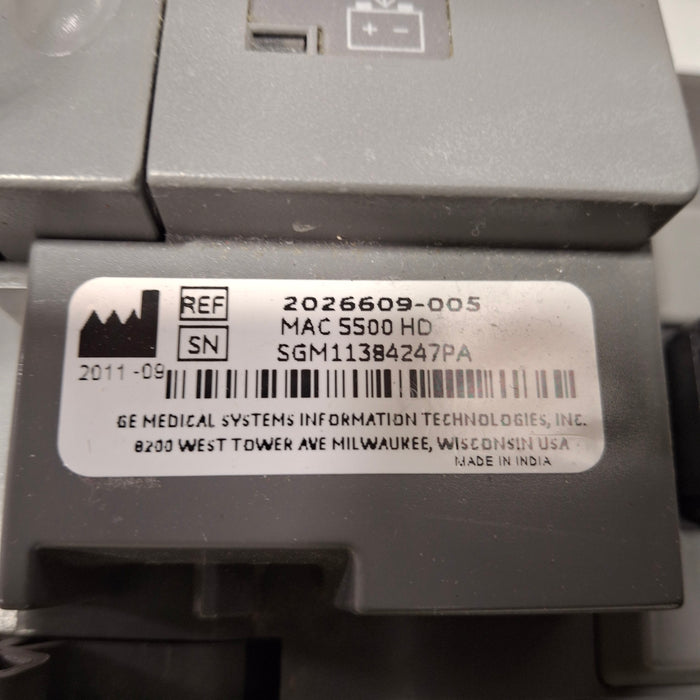 REF 2026609-005
MAC 5500 HD
SN SGM11384247PA
2011-09
GE MEDICAL SYSTEMS INFORMATION TECHNOLOGIES, INC.
8200 WEST TOWER AVE MILWAUKEE, WISCONSIN USA
MADE IN INDIA